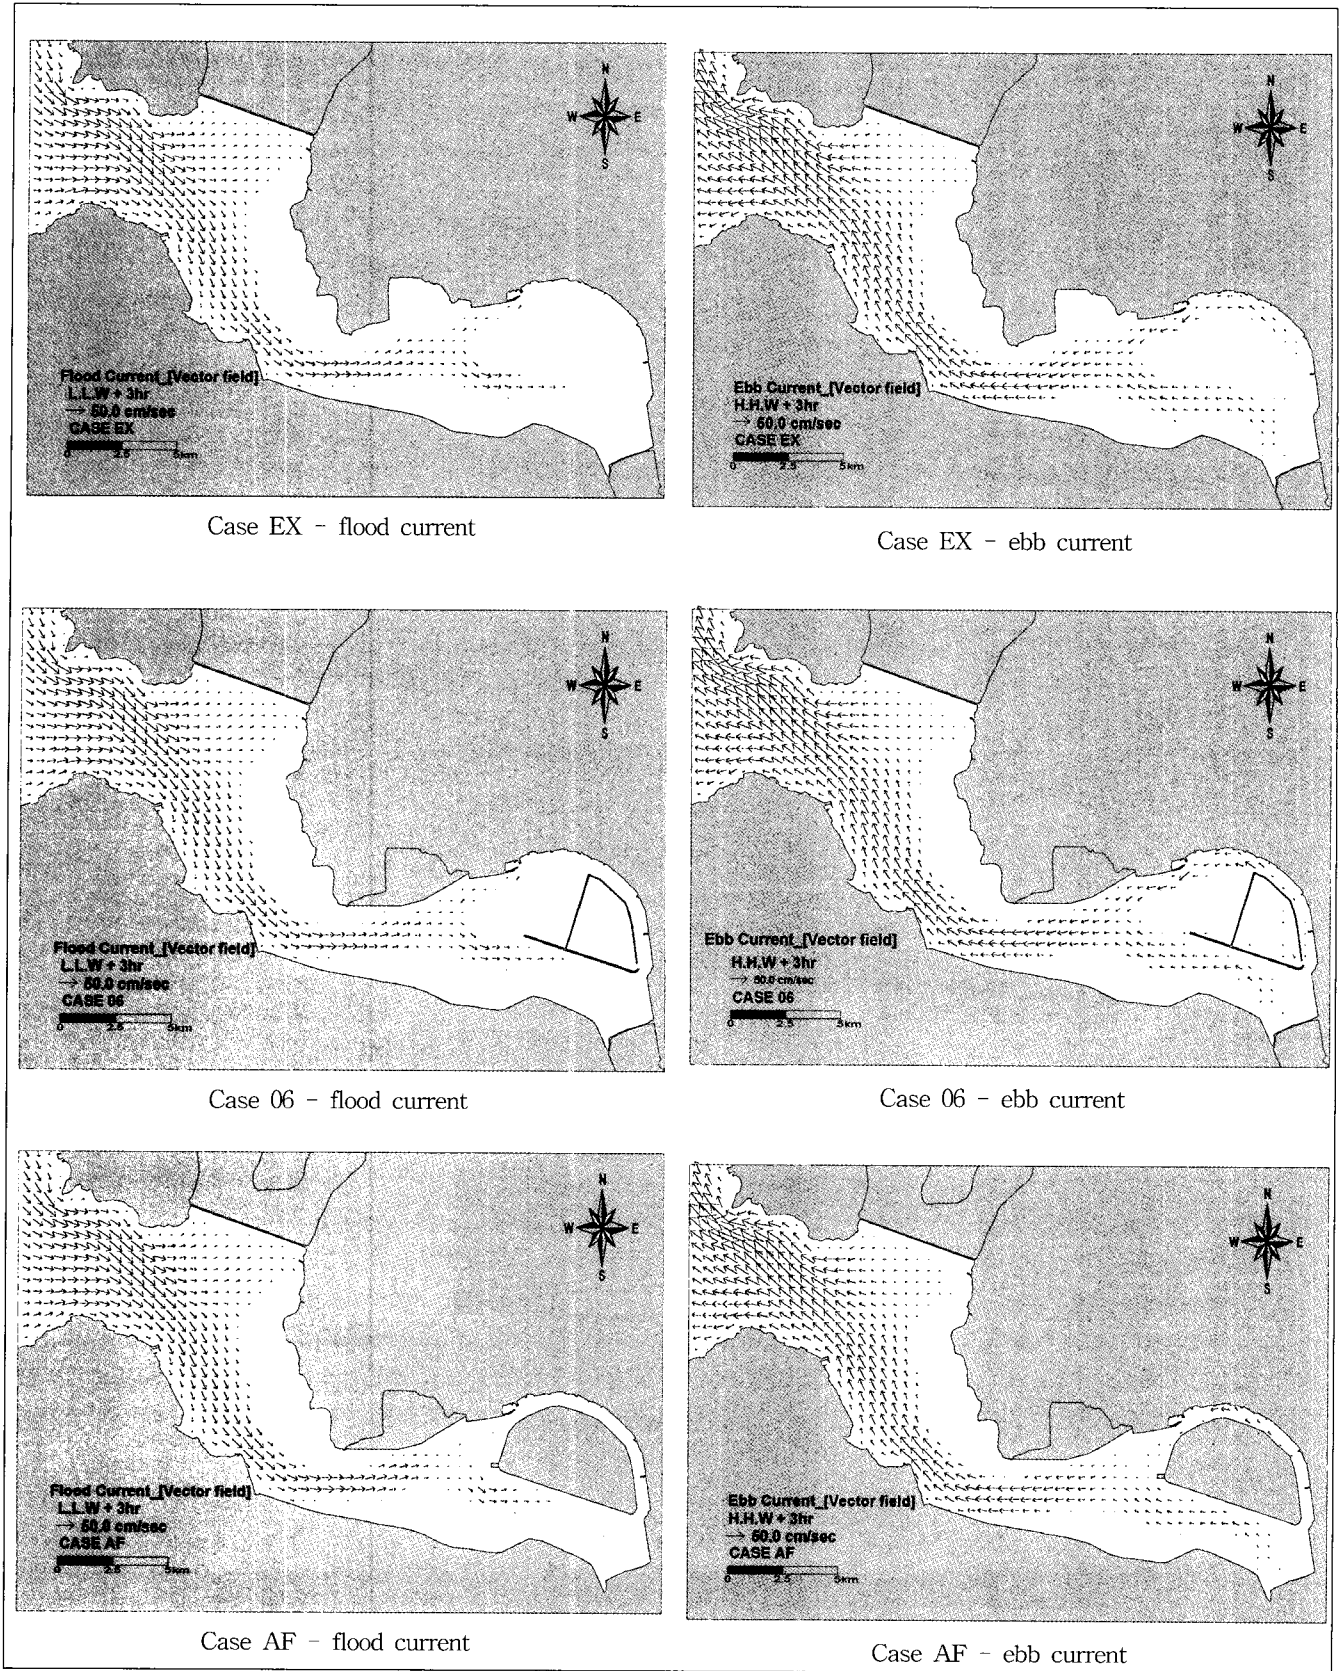 N
W E
S
Flood Current_[Vector field]
L.L.W + 3hr
→ 50.0 cm/sec
CASE EX
0 2.5 5km
Case EX - flood current
N
W E
S
Ebb Current_[Vector field]
H.H.W + 3hr
→ 50.0 cm/sec
CASE EX
0 2.5 5km
Case EX - ebb current
N
W E
S
Flood Current_[Vector field]
L.L.W + 3hr
→ 50.0 cm/sec
CASE 06
0 2.5 5km
Case 06 - flood current
N
W E
S
Ebb Current_[Vector field]
H.H.W + 3hr
→ 50.0 cm/sec
CASE 06
0 2.5 5km
Case 06 - ebb current
N
W E
S
Flood Current_[Vector field]
L.L.W + 3hr
→ 50.0 cm/sec
CASE AF
0 2.5 5km
Case AF - flood current
N
W E
S
Ebb Current_[Vector field]
H.H.W + 3hr
→ 50.0 cm/sec
CASE AF
0 2.5 5km
Case AF - ebb current